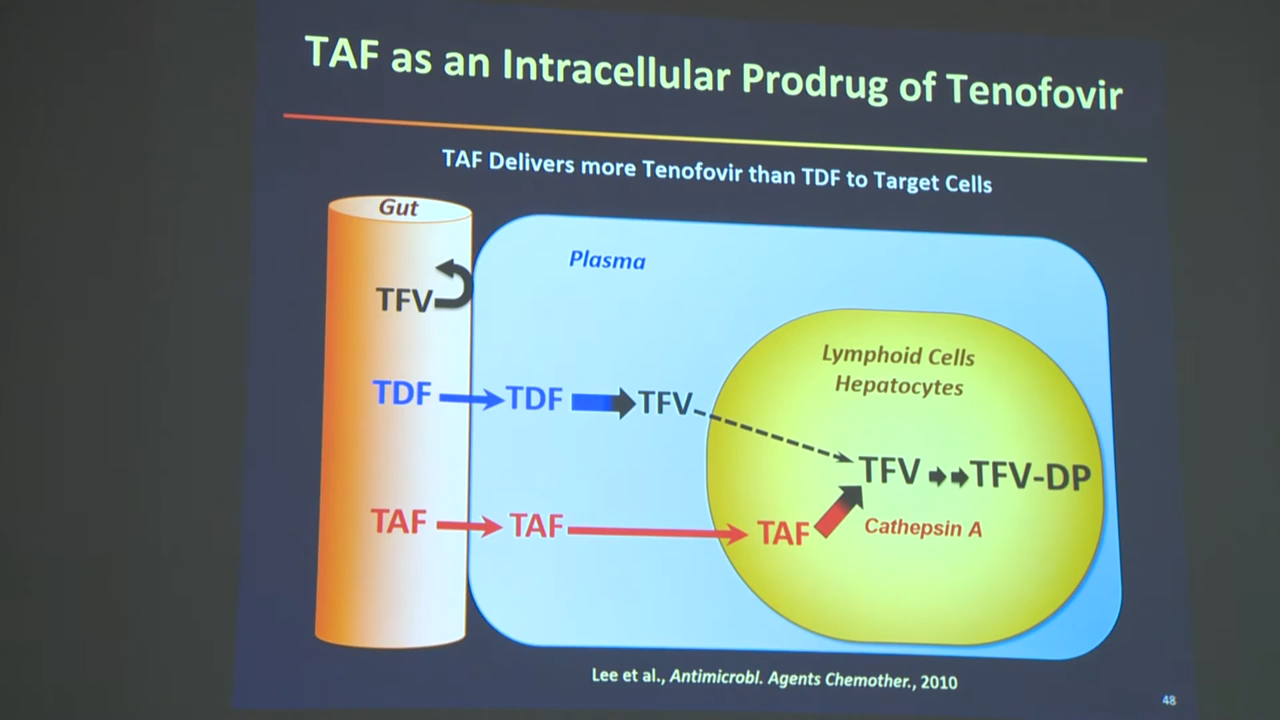 TAF as an Intracellular Prodrug of Tenofovir
TAF Delivers more Tenofovir than TDF to Target Cells
Gut
Plasma
TFV
Lymphoid Cells
Hepatocytes
TDF TDF TFV
TFV TFV-DP
TAF TAF TAF Cathepsin A
Lee et al., Antimicrobl. Agents Chemother., 2010
48